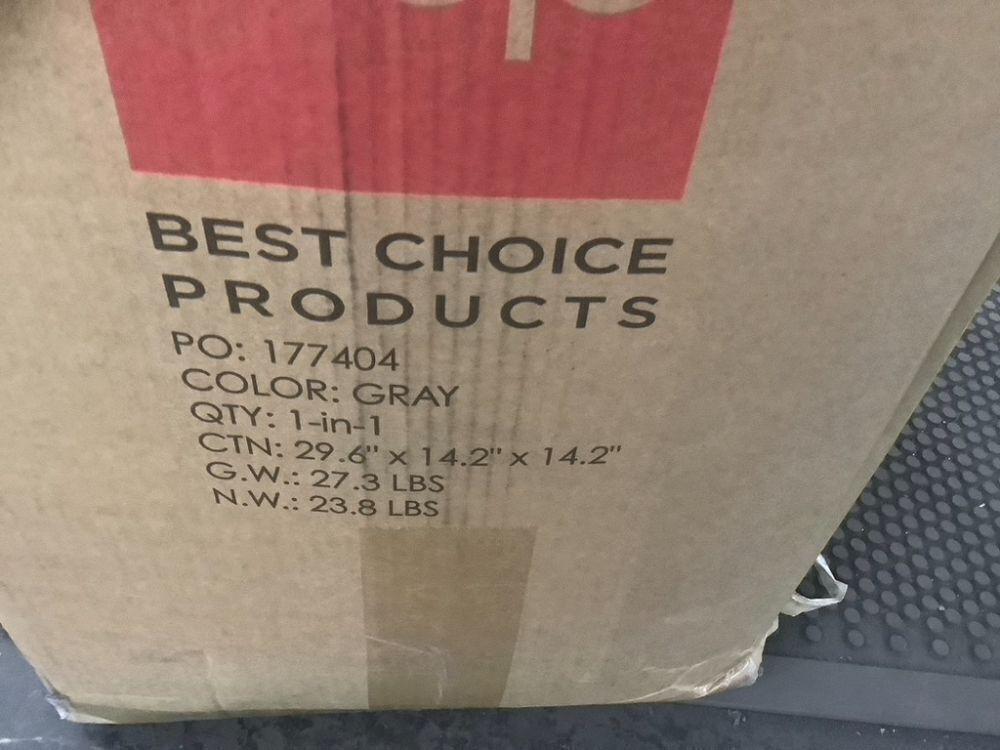 BEST CHOICE
PRODUCTS
PO: 177404
COLOR: GRAY
QTY: 1-in-1
CTN: 29.6" x 14.2" x 14.2"
G.W.: 27.3 LBS
N.W.: 23.8 LBS